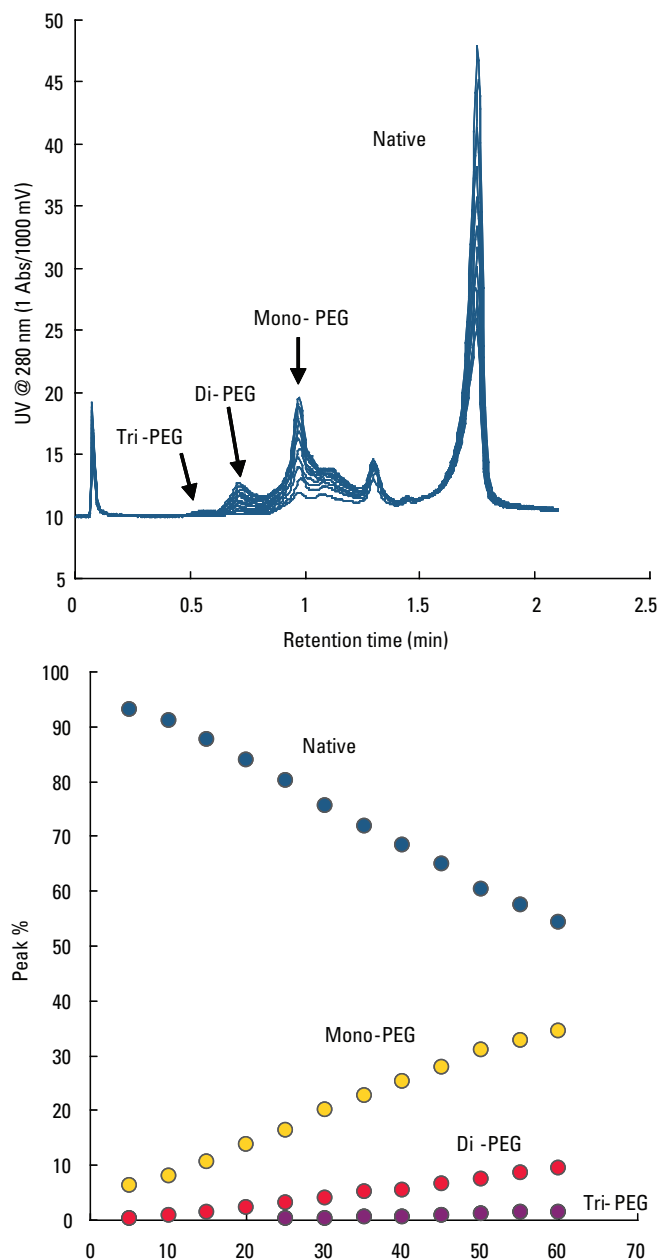 50
45
40
35
30
25
20
15
10
5
UV @ 280 nm (1 Abs/1000 mV)
Native
Mono- PEG
Di- PEG
Tri -PEG
0 0.5 1 1.5 2 2.5
Retention time (min)
100
90
80
70
60
50
40
30
20
10
0
Peak %
Native
Mono-PEG
Di -PEG
Tri-PEG
0 10 20 30 40 50 60 70